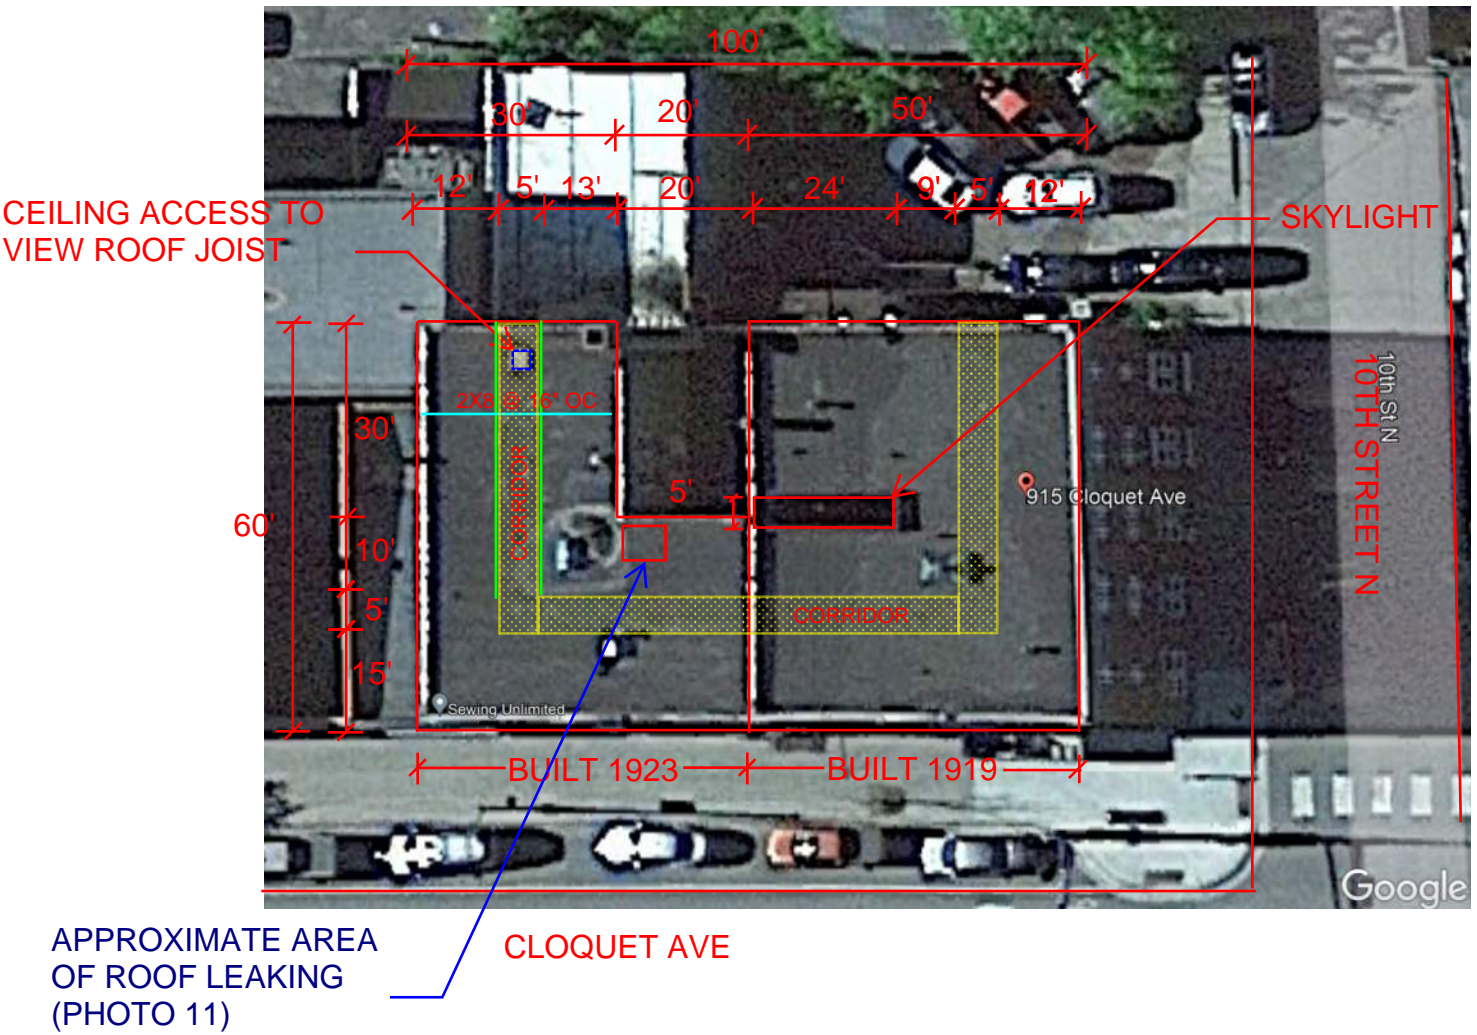 100'
30'
20'
50'
12'
5'
13'
20'
24'
9'
5'
12'
CEILING ACCESS TO
VIEW ROOF JOIST
SKYLIGHT
2X8 @ 16" OC
30'
CORRIDOR
5'
915 Cloquet Ave
10th St N
10TH STREET N
60'
10'
5'
CORRIDOR
15'
Sewing Unlimited
BUILT 1923
BUILT 1919
Google
APPROXIMATE AREA
OF ROOF LEAKING
(PHOTO 11)
CLOQUET AVE